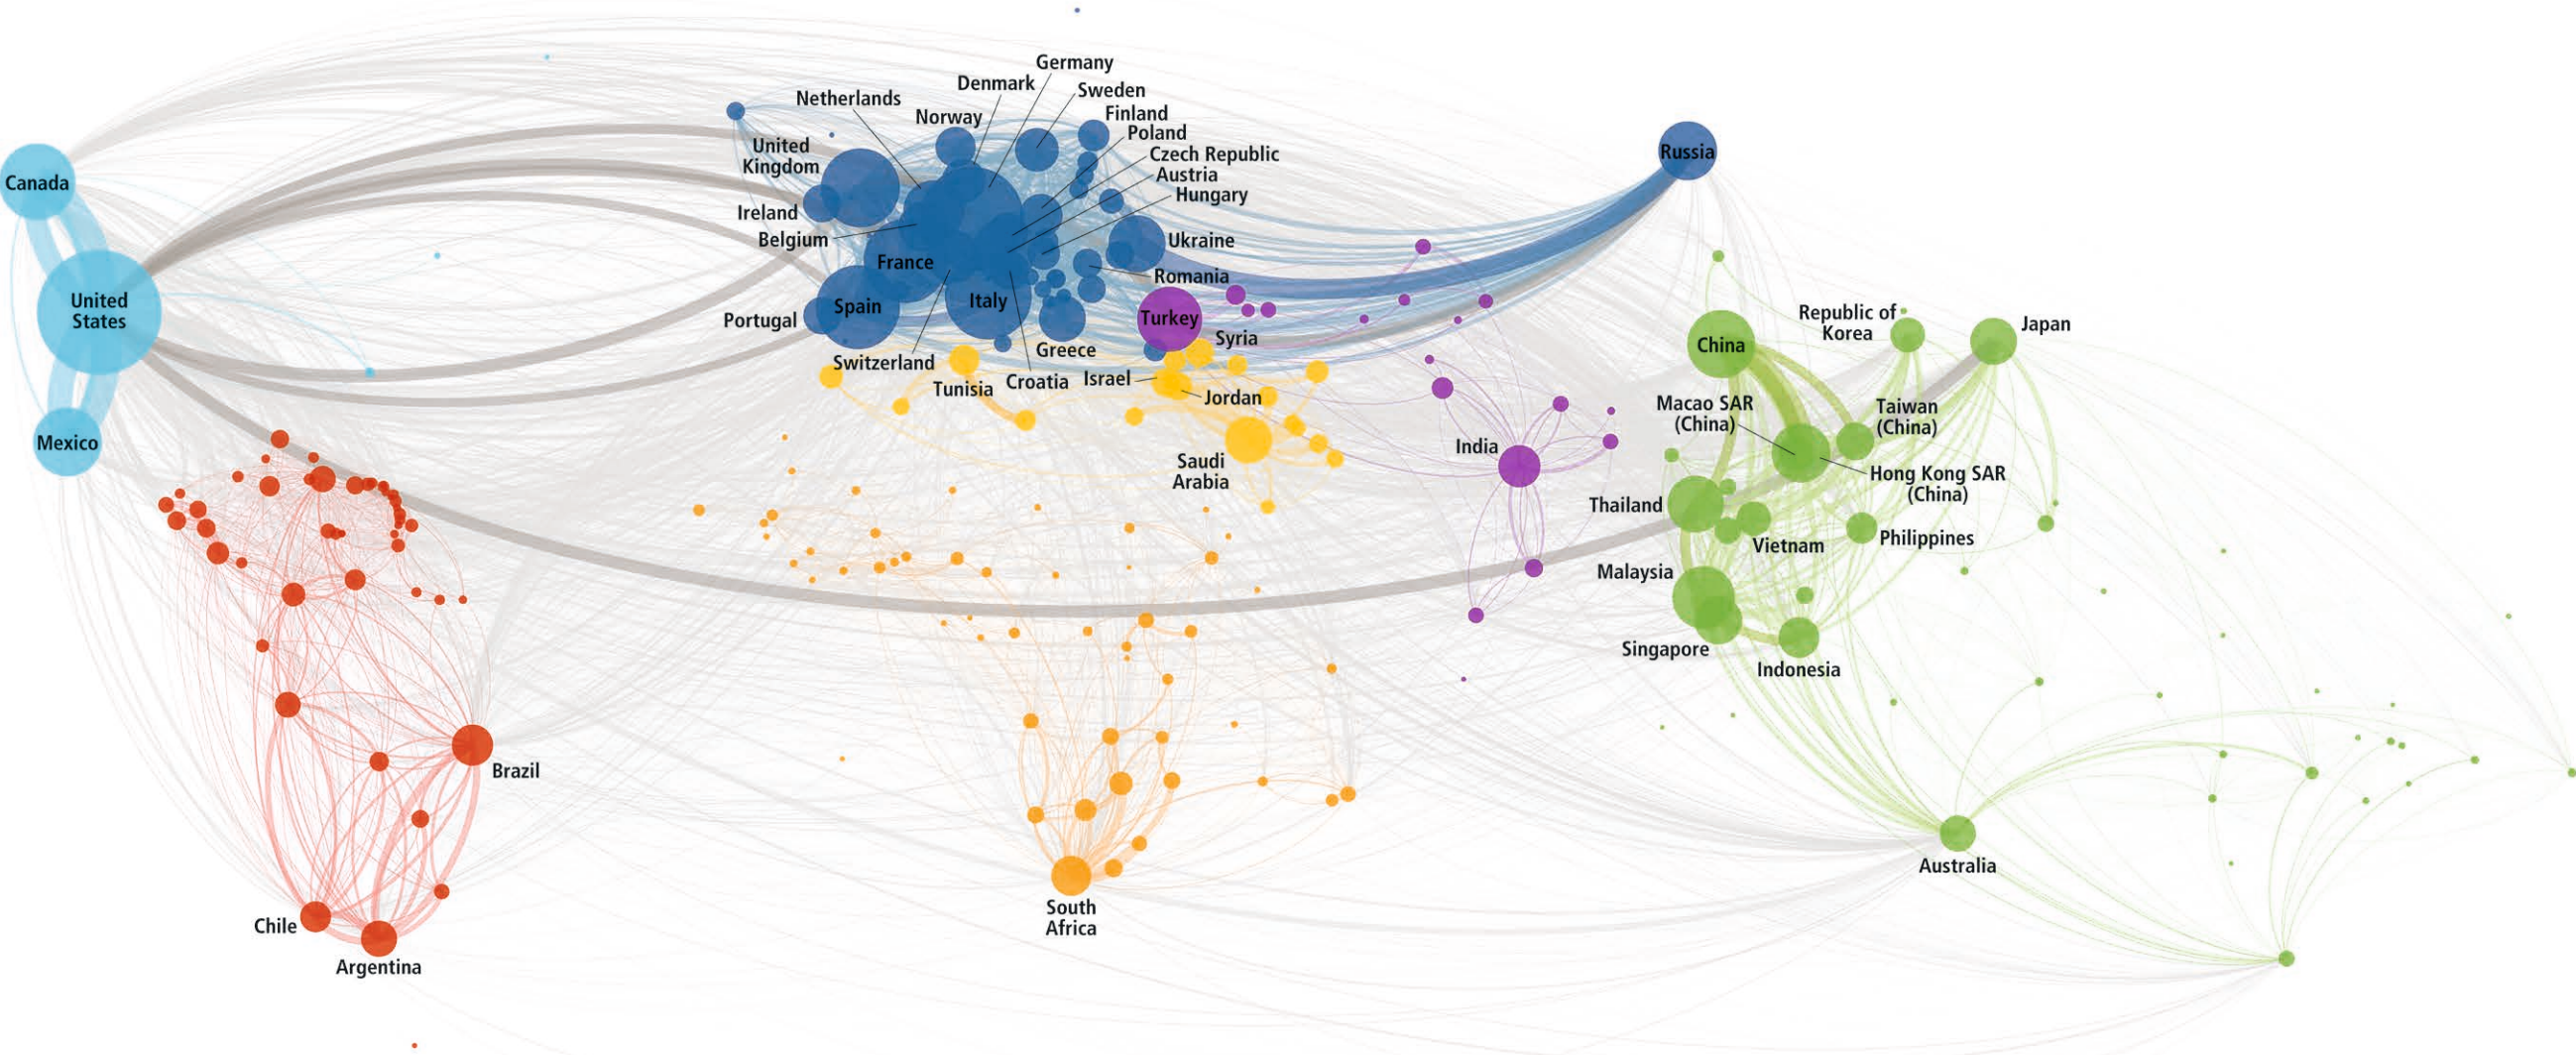 Germany
Denmark
Sweden
Netherlands
Finland
Norway
Poland
United
Kingdom
Czech Republic
Austria
Hungary
Ireland
Belgium
Ukraine
France
Romania
Spain
Italy
Portugal
Turkey
Syria
Switzerland
Greece
Tunisia
Croatia
Israel
Jordan
Saudi
Arabia
Canada
United
States
Mexico
Russia
China
Republic of
Korea
Japan
Macao SAR
(China)
Taiwan
(China)
India
Hong Kong SAR
(China)
Thailand
Vietnam
Philippines
Malaysia
Singapore
Indonesia
Brazil
Chile
Argentina
South
Africa
Australia